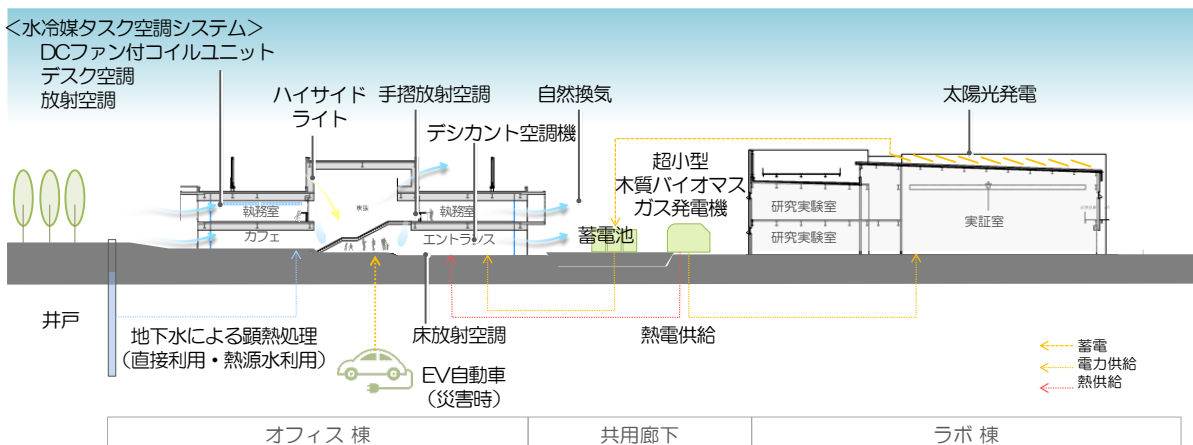 ＜水冷媒タスク空調システム＞
DCファン付コイルユニット
デスク空調
放射空調
ハイサイド
ライト
手摺放射空調
デシカント空調機
自然換気
太陽光発電
超小型
木質バイオマス
ガス発電機
執務室
執務室
カフェ
エントランス
蓄電池
研究実験室
研究実験室
実証室
井戸
地下水による顕熱処理
（直接利用・熱源水利用）
床放射空調
熱電供給
EV自動車
（災害時）
蓄電
電力供給
熱供給
オフィス 棟
共用廊下
ラボ 棟